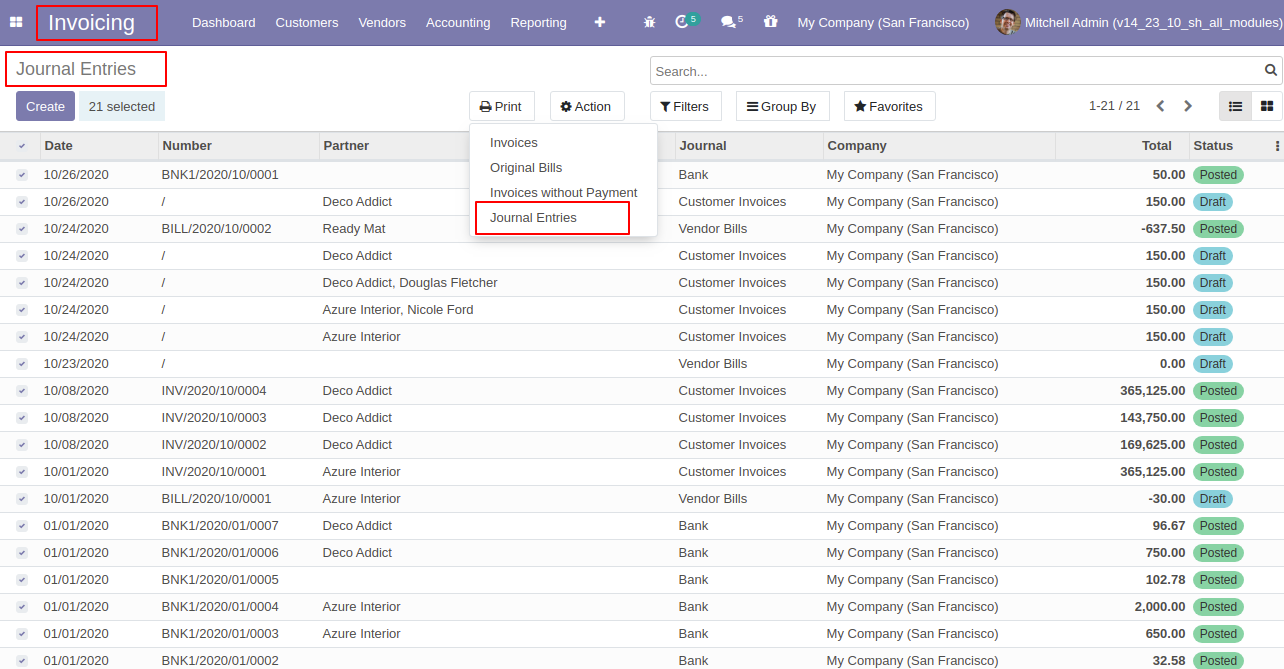 Invoicing Dashboard Customers Vendors Accounting Reporting 5 5 My Company (San Francisco) Mitchell Admin (v14_23_10_sh_all_modules)
Journal Entries
Search...
Create 21 selected Print Action Filters Group By Favorites 1-21 / 21
Invoices
Original Bills
Invoices without Payment
Journal Entries
Date Number Partner Journal Company Total Status
10/26/2020 BNK1/2020/10/0001 Bank My Company (San Francisco) 50.00 Posted
10/26/2020 / Deco Addict Customer Invoices My Company (San Francisco) 150.00 Draft
10/24/2020 BILL/2020/10/0002 Ready Mat Vendor Bills My Company (San Francisco) -637.50 Posted
10/24/2020 / Deco Addict Customer Invoices My Company (San Francisco) 150.00 Draft
10/24/2020 / Deco Addict, Douglas Fletcher Customer Invoices My Company (San Francisco) 150.00 Draft
10/24/2020 / Azure Interior, Nicole Ford Customer Invoices My Company (San Francisco) 150.00 Draft
10/24/2020 / Azure Interior Customer Invoices My Company (San Francisco) 150.00 Draft
10/23/2020 / Vendor Bills My Company (San Francisco) 0.00 Draft
10/08/2020 INV/2020/10/0004 Deco Addict Customer Invoices My Company (San Francisco) 365,125.00 Posted
10/08/2020 INV/2020/10/0003 Deco Addict Customer Invoices My Company (San Francisco) 143,750.00 Posted
10/08/2020 INV/2020/10/0002 Deco Addict Customer Invoices My Company (San Francisco) 169,625.00 Posted
10/01/2020 INV/2020/10/0001 Azure Interior Customer Invoices My Company (San Francisco) 365,125.00 Posted
10/01/2020 BILL/2020/10/0001 Azure Interior Vendor Bills My Company (San Francisco) -30.00 Draft
01/01/2020 BNK1/2020/01/0007 Deco Addict Bank My Company (San Francisco) 96.67 Posted
01/01/2020 BNK1/2020/01/0006 Deco Addict Bank My Company (San Francisco) 750.00 Posted
01/01/2020 BNK1/2020/01/0005 Bank My Company (San Francisco) 102.78 Posted
01/01/2020 BNK1/2020/01/0004 Azure Interior Bank My Company (San Francisco) 2,000.00 Posted
01/01/2020 BNK1/2020/01/0003 Azure Interior Bank My Company (San Francisco) 650.00 Posted
01/01/2020 BNK1/2020/01/0002 Bank My Company (San Francisco) 32.58 Posted